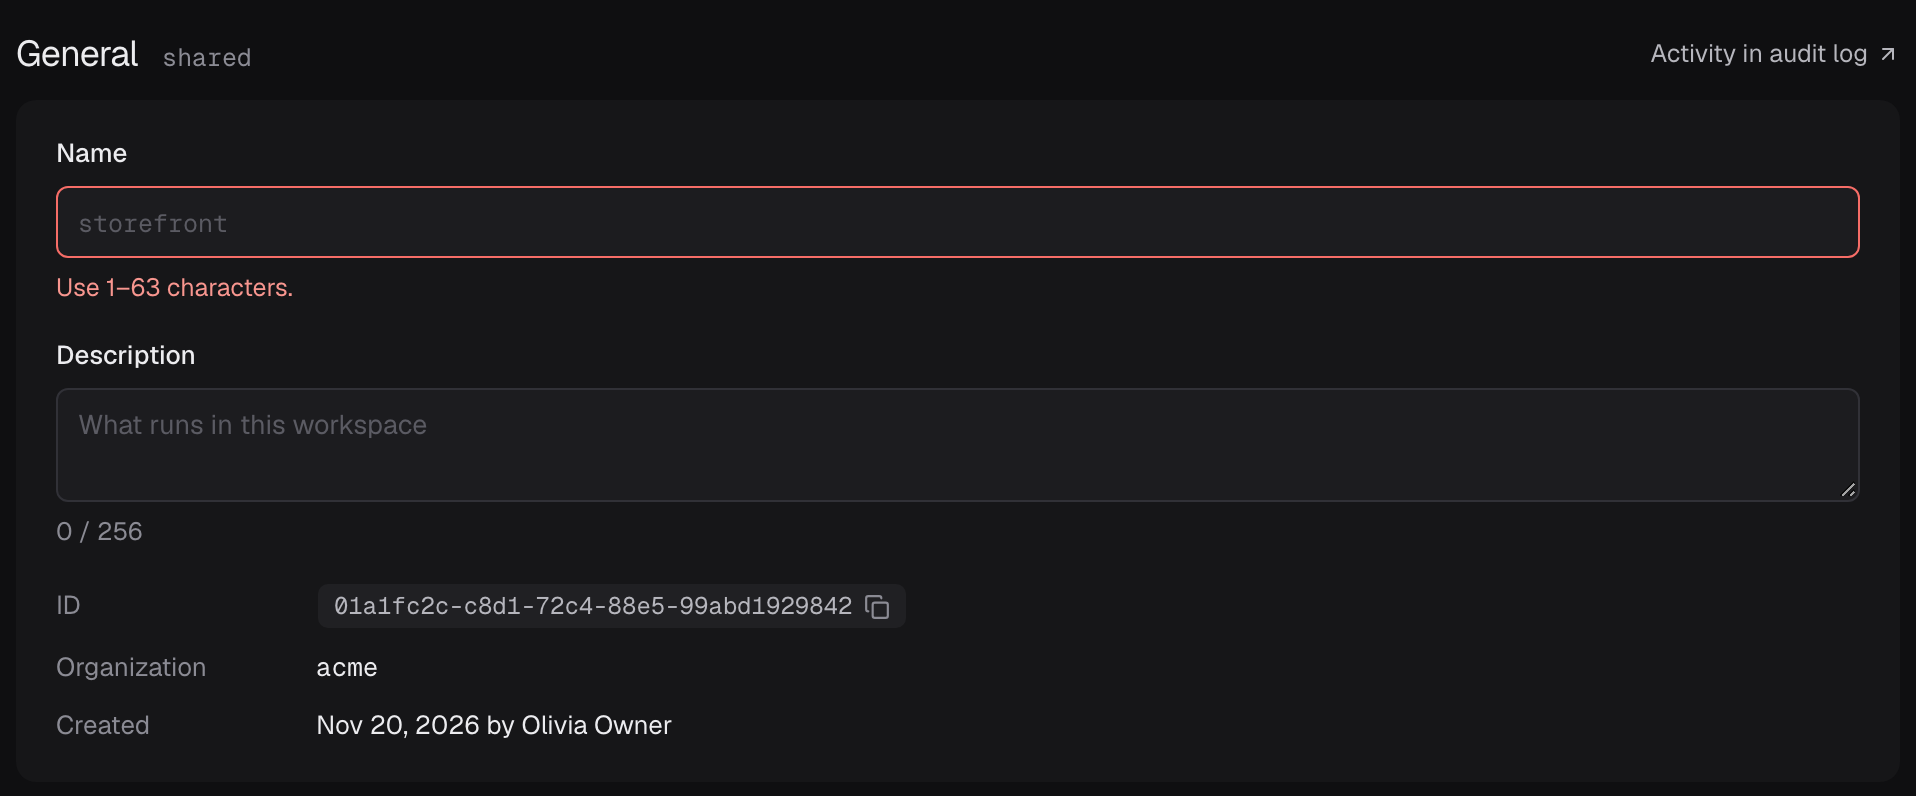 General shared
Activity in audit log
Name
storefront
Use 1–63 characters.
Description
What runs in this workspace
0 / 256
ID 01a1fc2c-c8d1-72c4-88e5-99abd1929842
Organization acme
Created Nov 20, 2026 by Olivia Owner